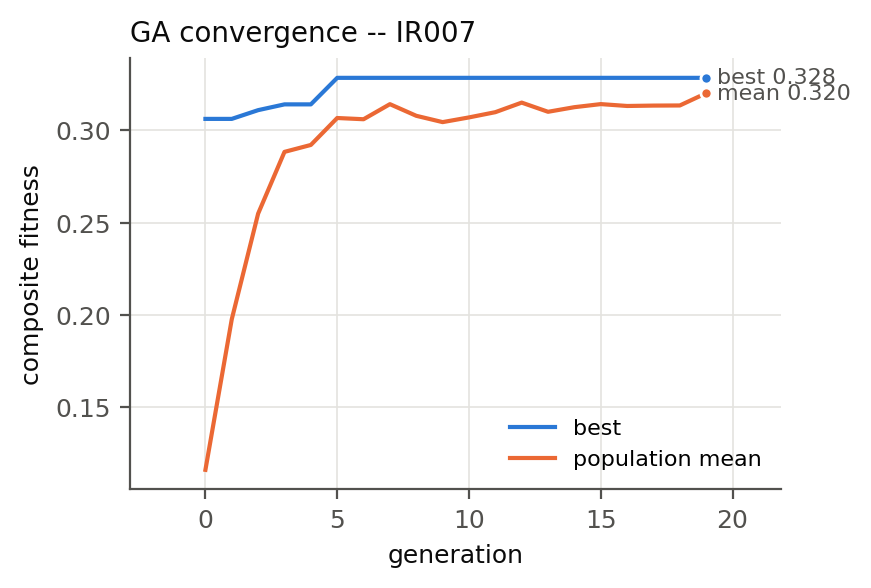 GA convergence -- IR007
best 0.328
mean 0.320
composite fitness
0.30
0.25
0.20
0.15
best
population mean
0
5
10
15
20
generation